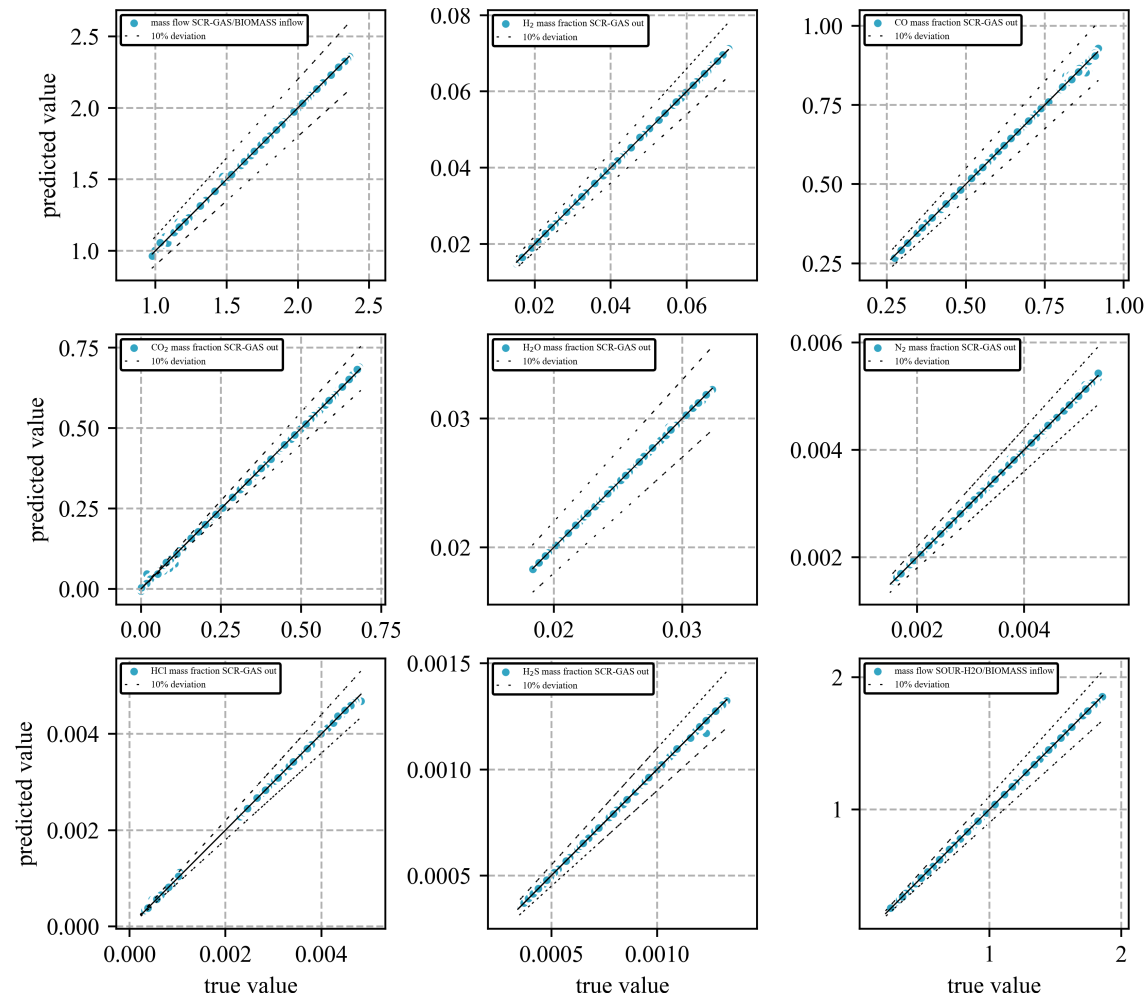 mass flow SCR-GAS/BIOMASS inflow
10% deviation
2.5
2.0
1.5
1.0
1.0 1.5 2.0 2.5
predicted value
H2 mass fraction SCR-GAS out
10% deviation
0.08
0.06
0.04
0.02
0.02 0.04 0.06
CO mass fraction SCR-GAS out
10% deviation
1.00
0.75
0.50
0.25
0.25 0.50 0.75 1.00
CO2 mass fraction SCR-GAS out
10% deviation
0.75
0.50
0.25
0.00
0.00 0.25 0.50 0.75
predicted value
H2O mass fraction SCR-GAS out
10% deviation
0.03
0.02
0.02 0.03
N2 mass fraction SCR-GAS out
10% deviation
0.006
0.004
0.002
0.002 0.004
HCl mass fraction SCR-GAS out
10% deviation
0.004
0.002
0.000
0.000 0.002 0.004
predicted value
true value
H2S mass fraction SCR-GAS out
10% deviation
0.0015
0.0010
0.0005
0.0005 0.0010
true value
mass flow SOUR-H2O/BIOMASS inflow
10% deviation
2
1
1 2
true value